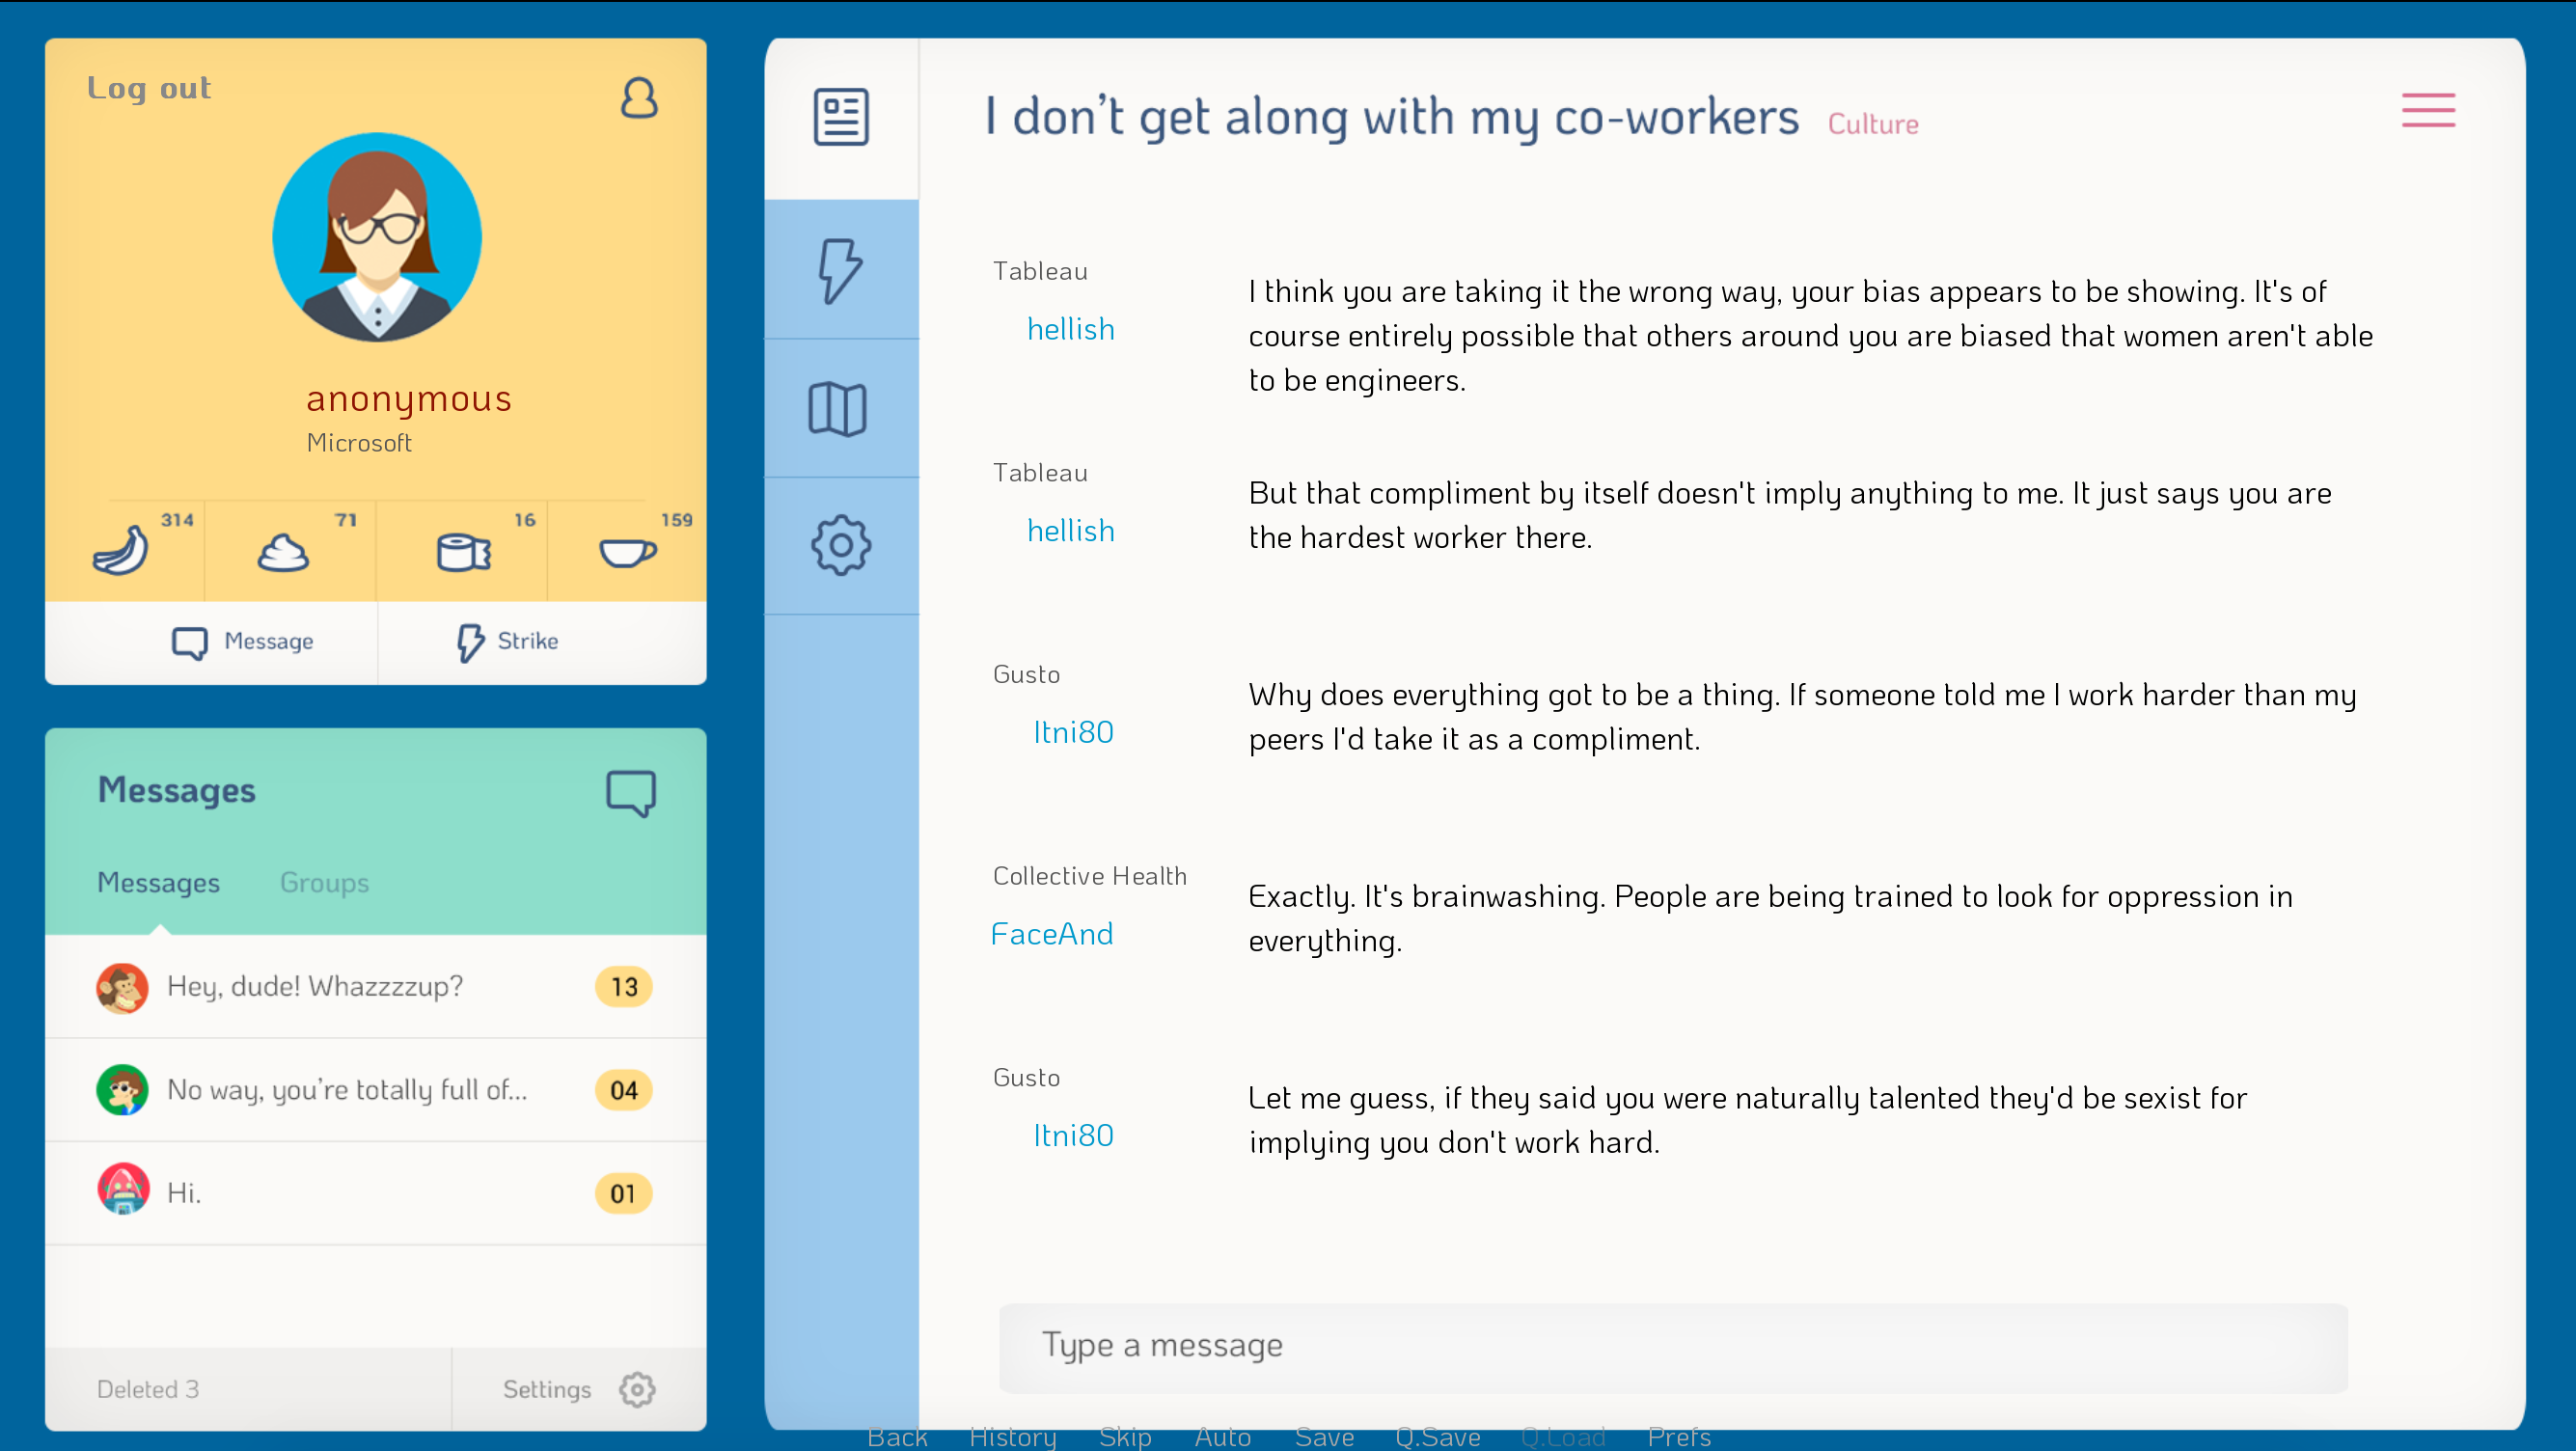 Log out
anonymous
Microsoft
314 71 16 159
Message Strike
Messages
Messages Groups
Hey, dude! Whazzzzup? 13
No way, you're totally full of... 04
Hi. 01
Deleted 3 Settings
I don't get along with my co-workers Culture
Tableau
hellish
I think you are taking it the wrong way, your bias appears to be showing. It's of
course entirely possible that others around you are biased that women aren't able
to be engineers.
Tableau
hellish
But that compliment by itself doesn't imply anything to me. It just says you are
the hardest worker there.
Gusto
Itni80
Why does everything got to be a thing. If someone told me I work harder than my
peers I'd take it as a compliment.
Collective Health
FaceAnd
Exactly. It's brainwashing. People are being trained to look for oppression in
everything.
Gusto
Itni80
Let me guess, if they said you were naturally talented they'd be sexist for
implying you don't work hard.
Type a message
Back History Skip Auto Save Q.Save Q.Load Prefs